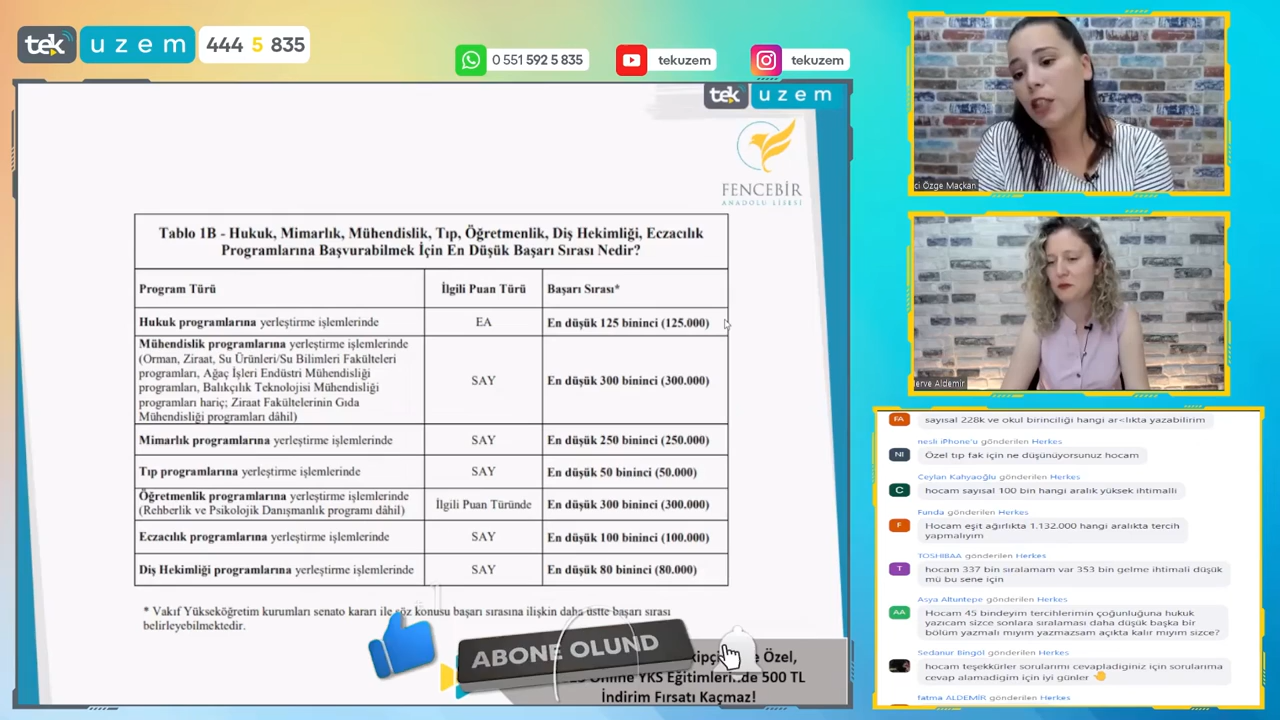 tek
uzem
444 5 835
0 551 592 5 835
tekuzem
tekuzem
tek
uzem
FENCEBİR
ANADOLU LİSESİ
Tablo 1B - Hukuk, Mimarlık, Mühendislik, Tıp, Öğretmenlik, Diş Hekimliği, Eczacılık
Programlarına Başvurabilmek İçin En Düşük Başarı Sırası Nedir?
Program Türü
İlgili Puan Türü
Başarı Sırası*
Hukuk programlarına yerleştirme işlemlerinde
EA
En düşük 125 bininci (125.000)
Mühendislik programlarına yerleştirme işlemlerinde
(Orman, Ziraat, Su Ürünleri/Su Bilimleri Fakülteleri
programları, Ağaç İşleri Endüstri Mühendisliği
programları, Balıkçılık Teknolojisi Mühendisliği
programları hariç; Ziraat Fakültelerinin Gıda
Mühendisliği programları dâhil)
SAY
En düşük 300 bininci (300.000)
Mimarlık programlarına yerleştirme işlemlerinde
SAY
En düşük 250 bininci (250.000)
Tıp programlarına yerleştirme işlemlerinde
SAY
En düşük 50 bininci (50.000)
Öğretmenlik programlarına yerleştirme işlemlerinde
(Rehberlik ve Psikolojik Danışmanlık programı dâhil)
İlgili Puan Türünde
En düşük 300 bininci (300.000)
Eczacılık programlarına yerleştirme işlemlerinde
SAY
En düşük 100 bininci (100.000)
Diş Hekimliği programlarına yerleştirme işlemlerinde
SAY
En düşük 80 bininci (80.000)
* Vakıf Yükseköğretim kurumları senato kararı ile söz konusu başarı sırasına ilişkin daha üstte başarı sırası
belirleyebilmektedir.
ABONE OLUND
e Özel,
Online YKS Eğitimlerinde 500 TL
İndirim Fırsatı Kaçmaz!
ci Özge Maçkan
Merve Aldemir
FA
sayısal 228k ve okul birinciliği hangi ar<lıkta yazabilirim
nesli iPhone'u gönderilen Herkes
NI
Özel tıp fak için ne düşünüyorsunuz hocam
Ceylan Kahyaoğlu gönderilen Herkes
C
hocam sayisal 100 bin hangi aralık yüksek ihtimalli
Funda gönderilen Herkes
F
Hocam eşit ağırlıkta 1.132.000 hangi aralıkta tercih
yapmalıyım
TOSHIBAA gönderilen Herkes
T
hocam 337 bin sıralamam var 353 bin gelme ihtimali düşük
mü bu sene için
Asya Altuntepe gönderilen Herkes
AA
Hocam 45 bindeyim tercihlerimin çoğunluğuna hukuk
yazıcam sizce sonlara sıralaması daha düşük başka bir
bölüm yazmalı mıyım yazmazsam açıkta kalır mıyım sizce?
Sedanur Bingöl gönderilen Herkes
hocam teşekkürler sorularımı cevapladiginiz için sorularıma
cevap alamadigim için iyi günler 👈
fatma ALDEMİR gönderilen Herkes